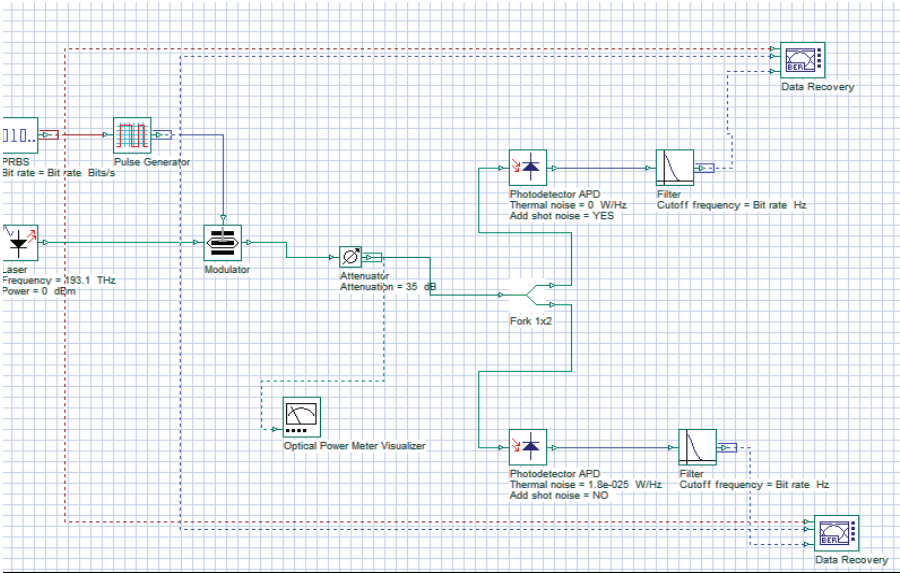 BER
Data Recovery
PRBS
Bit rate = Bit rate Bits/s
Pulse Generator
Photodetector APD
Thermal noise = 0 W/Hz
Add shot noise = YES
Filter
Cutoff frequency = Bit rate Hz
Laser
Frequency = 193.1 THz
Power = 0 dBm
Modulator
Attenuator
Attenuation = 35 dB
Fork 1x2
Optical Power Meter Visualizer
Photodetector APD
Thermal noise = 1.8e-025 W/Hz
Add shot noise = NO
Filter
Cutoff frequency = Bit rate Hz
BER
Data Recovery